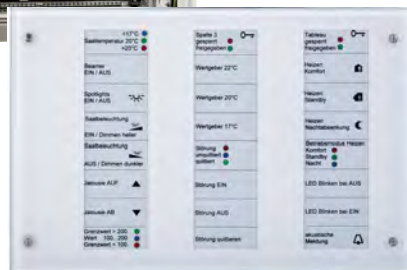 <17°C
Saaltemperatur 20°C
>25°C
Beamer
EIN / AUS
Spotlights
EIN / AUS
Saalbeleuchtung
EIN / Dimmen heller
Saalbeleuchtung
AUS / Dimmen dunkler
Jalousie AUF
Jalousie AB
Grenzwert > 200
Wert 100.. 200
Grenzwert < 100
Spalte 3
gesperrt
freigegeben
Wertgeber 22°C
Wertgeber 20°C
Wertgeber 17°C
Störung
unquittiert
quittiert
Störung EIN
Störung AUS
Störung quittieren
Tableau
gesperrt
freigegeben
Heizen
Komfort
Heizen
Standby
Heizen
Nachtabsenkung
Betriebsmodus Heizen
Komfort
Standby
Nacht
LED Blinken bei AUS
LED Blinken bei EIN
akustische
Meldung